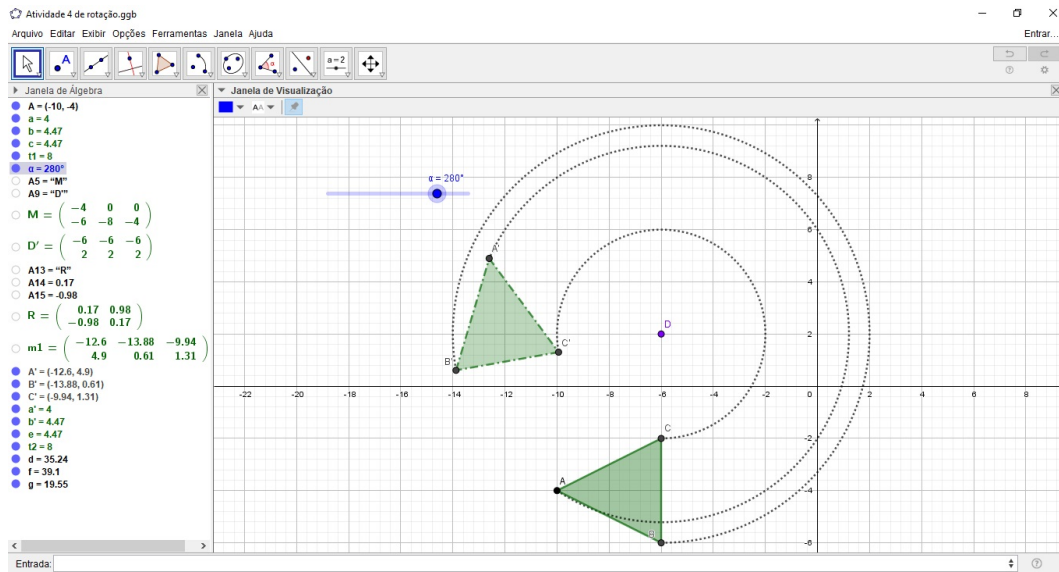 Atividade 4 de rotação.ggb
Arquivo Editar Exibir Opções Ferramentas Janela Ajuda
Entrar...
A
α
a=2
Janela de Álgebra
A = (-10, -4)
a = 4
b = 4.47
c = 4.47
t1 = 8
α = 280°
A5 = "M"
A9 = "D'"
M = ( −4 0 0
−6 −8 −4 )
D′ = ( −6 −6 −6
2 2 2 )
A13 = "R"
A14 = 0.17
A15 = -0.98
R = ( 0.17 0.98
−0.98 0.17 )
m1 = ( −12.6 −13.88 −9.94
4.9 0.61 1.31 )
A' = (-12.6, 4.9)
B' = (-13.88, 0.61)
C' = (-9.94, 1.31)
a' = 4
b' = 4.47
e = 4.47
t2 = 8
d = 35.24
f = 39.1
g = 19.55
Janela de Visualização
AA
α = 280°
8
6
A'
4
D
2
C'
B'
-22 -20 -18 -16 -14 -12 -10 -8 -6 -4 -2 0 2 4 6 8
C
-2
A
-4
B
-6
Entrada: